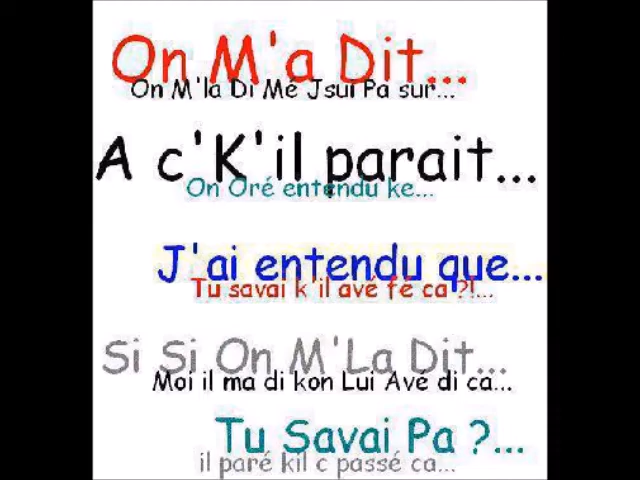 On M'a Dit...
On M'la Di Mé Jsui Pa sur...
A c'K'il parait...
On Oré entendu ke...
J'ai entendu que...
Tu savai k'il avé fé ca ?!...
Si Si On M'La Dit...
Moi il ma di kon Lui Avé di ca...
Tu Savai Pa ?...
il paré kil c passé ca...